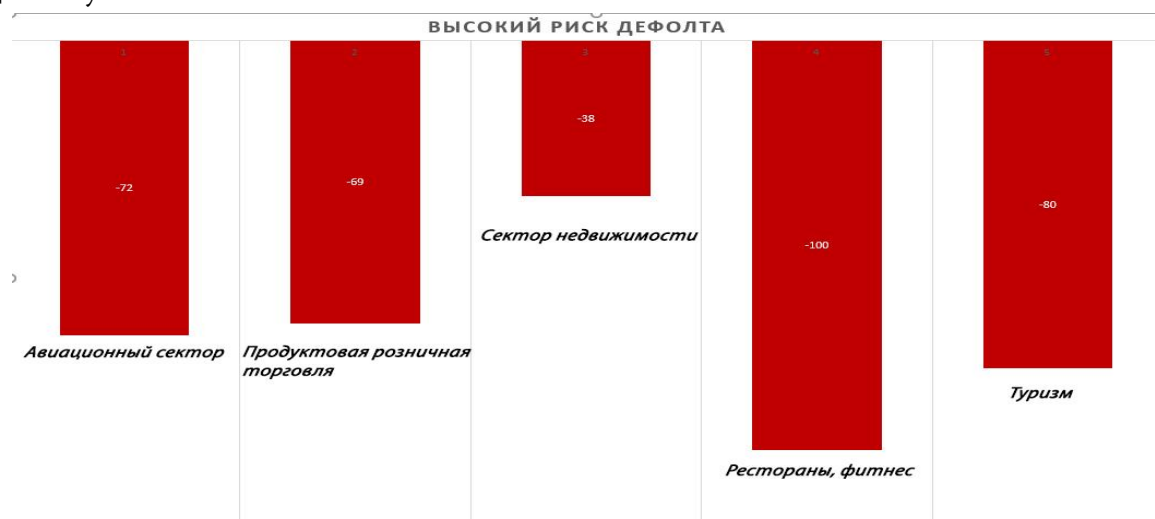 ВЫСОКИЙ РИСК ДЕФОЛТА
1 2 3 4 5
-72 -69 -38 -100 -80
Авиационный сектор
Продуктовая розничная
торговля
Сектор недвижимости
Рестораны, фитнес
Туризм